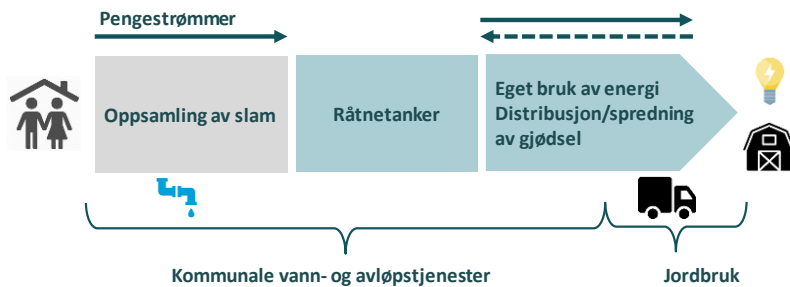 Pengestrømmer
Oppsamling av slam
Råtnetanker
Eget bruk av energi
Distribusjon/spredning
av gjødsel
Kommunale vann- og avløpstjenester
Jordbruk